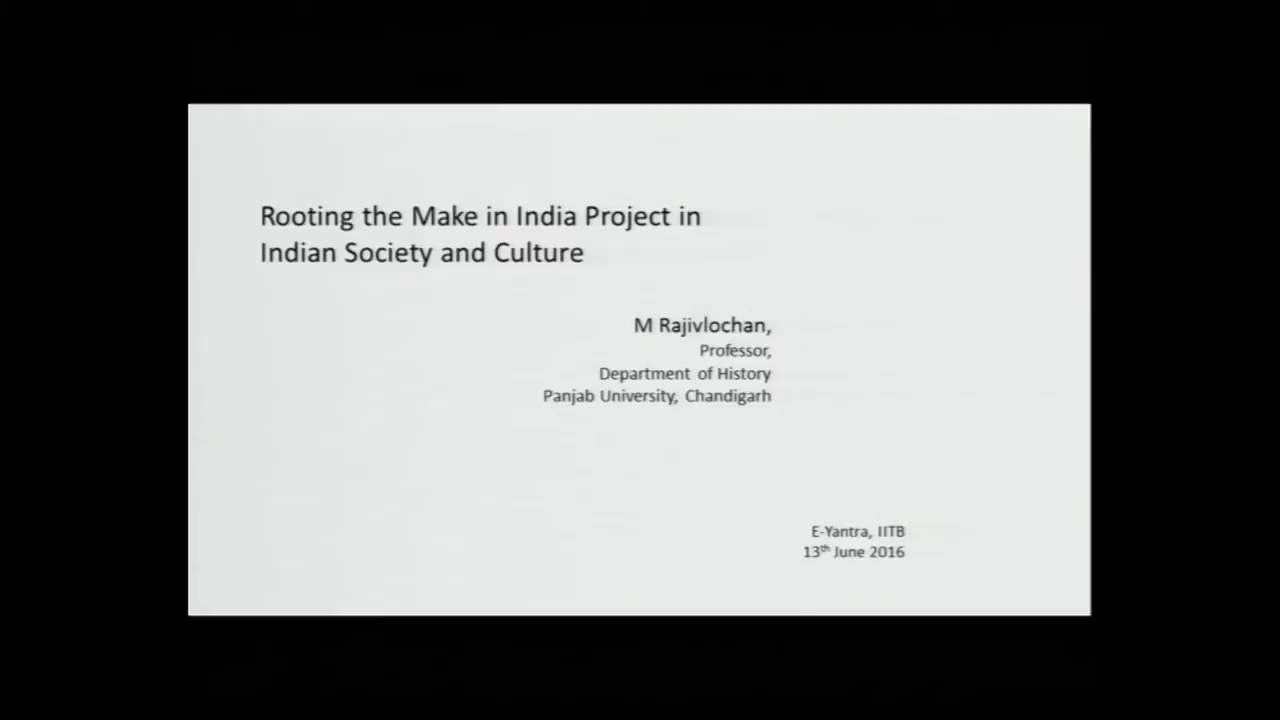 Rooting the Make in India Project in
Indian Society and Culture
M Rajivlochan,
Professor,
Department of History
Panjab University, Chandigarh
E-Yantra, IITB
13th June 2016